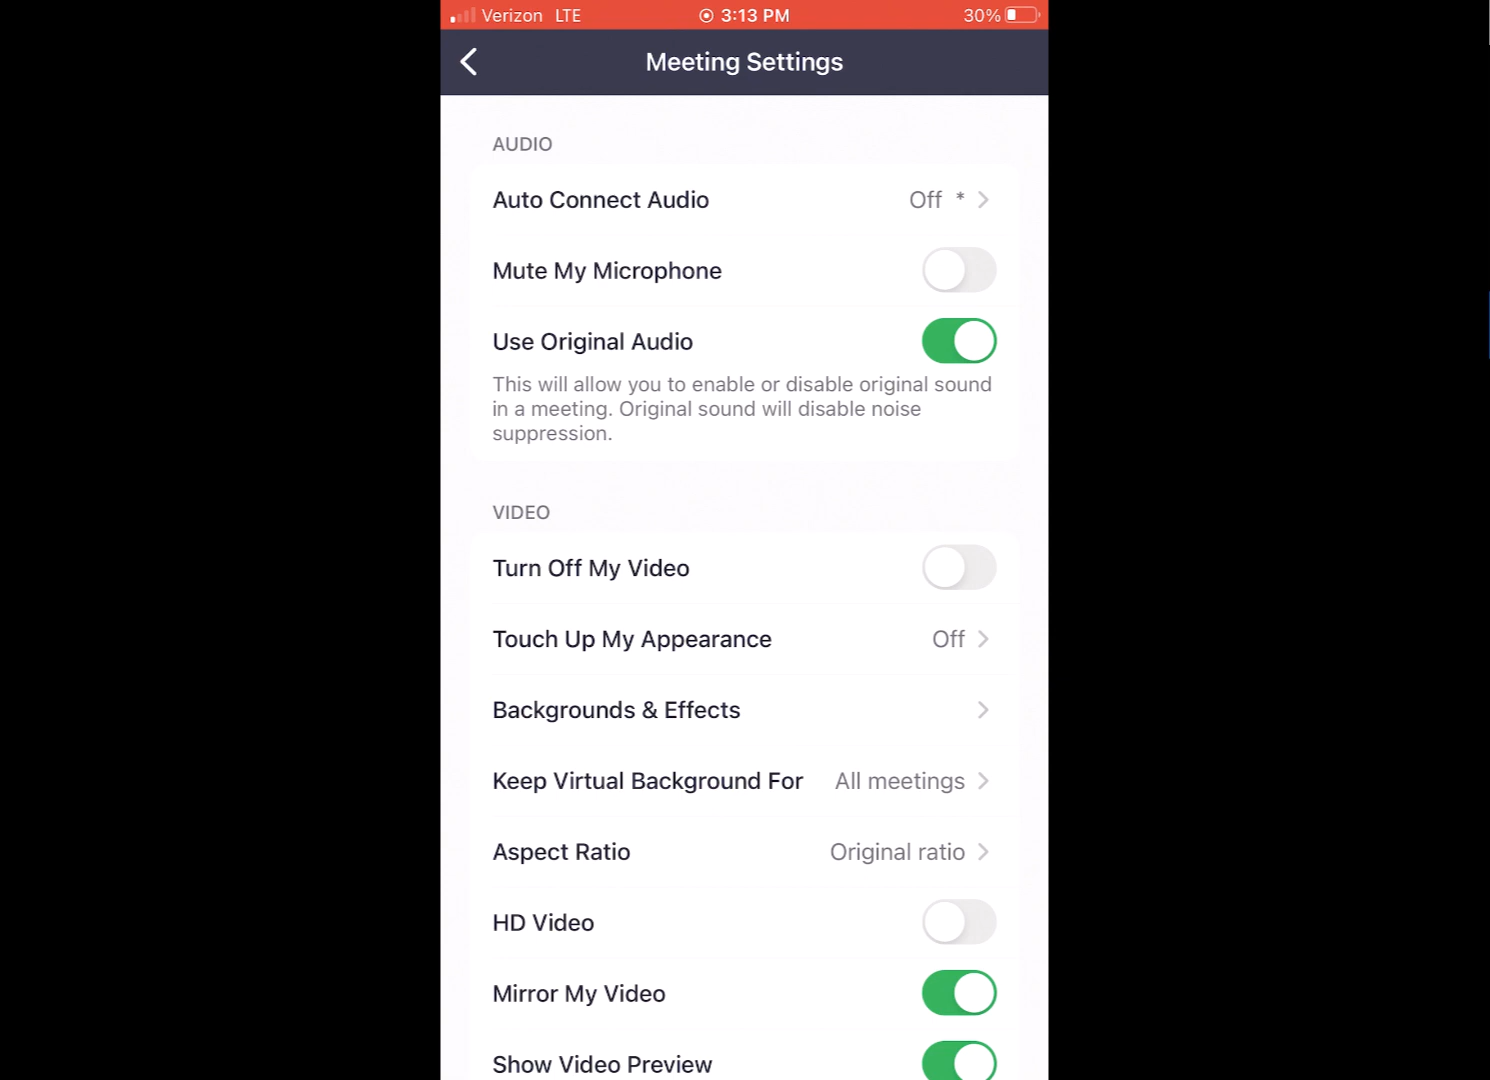 Verizon LTE 3:13 PM 30%
Meeting Settings
AUDIO
Auto Connect Audio Off *
Mute My Microphone
Use Original Audio
This will allow you to enable or disable original sound
in a meeting. Original sound will disable noise
suppression.
VIDEO
Turn Off My Video
Touch Up My Appearance Off
Backgrounds & Effects
Keep Virtual Background For All meetings
Aspect Ratio Original ratio
HD Video
Mirror My Video
Show Video Preview